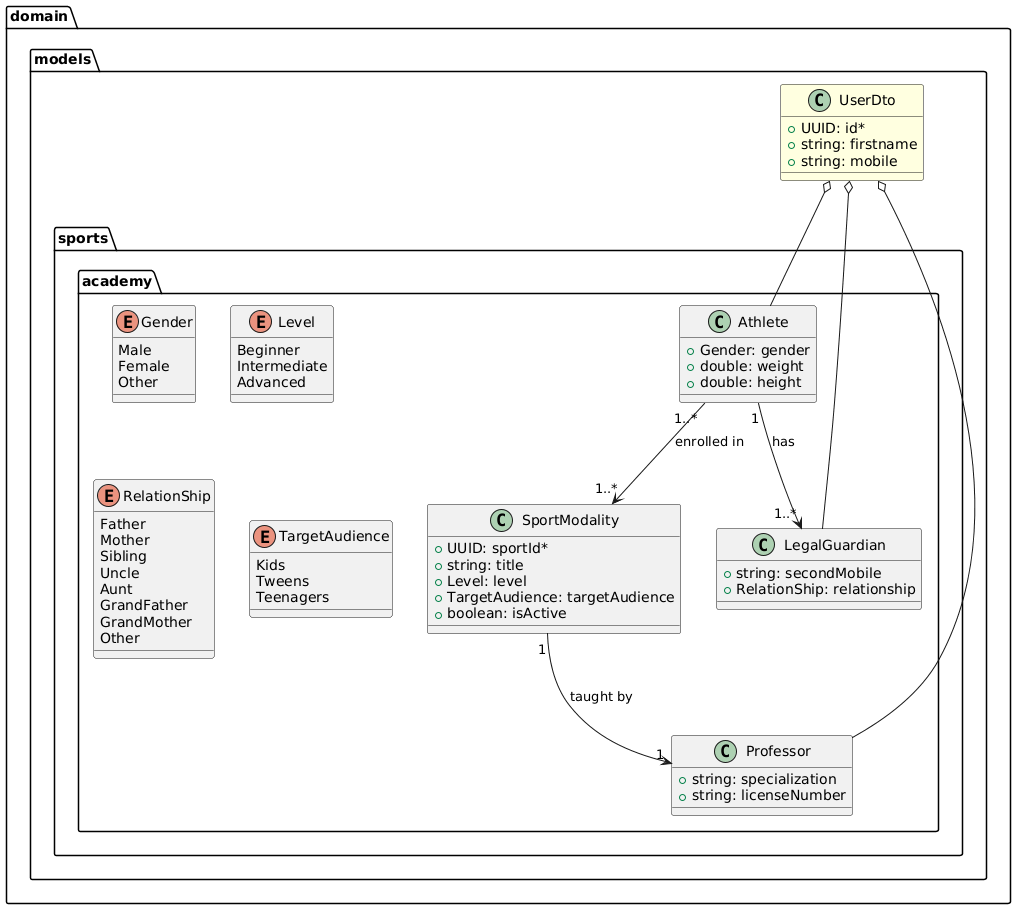 domain
models
C UserDto
UUID: id*
string: firstname
string: mobile
sports
academy
E Gender
Male
Female
Other
E Level
Beginner
Intermediate
Advanced
C Athlete
Gender: gender
double: weight
double: height
1..*
1
enrolled in
has
1..*
1..*
E RelationShip
Father
Mother
Sibling
Uncle
Aunt
GrandFather
GrandMother
Other
E TargetAudience
Kids
Tweens
Teenagers
C SportModality
UUID: sportId*
string: title
Level: level
TargetAudience: targetAudience
boolean: isActive
C LegalGuardian
string: secondMobile
RelationShip: relationship
1
taught by
1
C Professor
string: specialization
string: licenseNumber